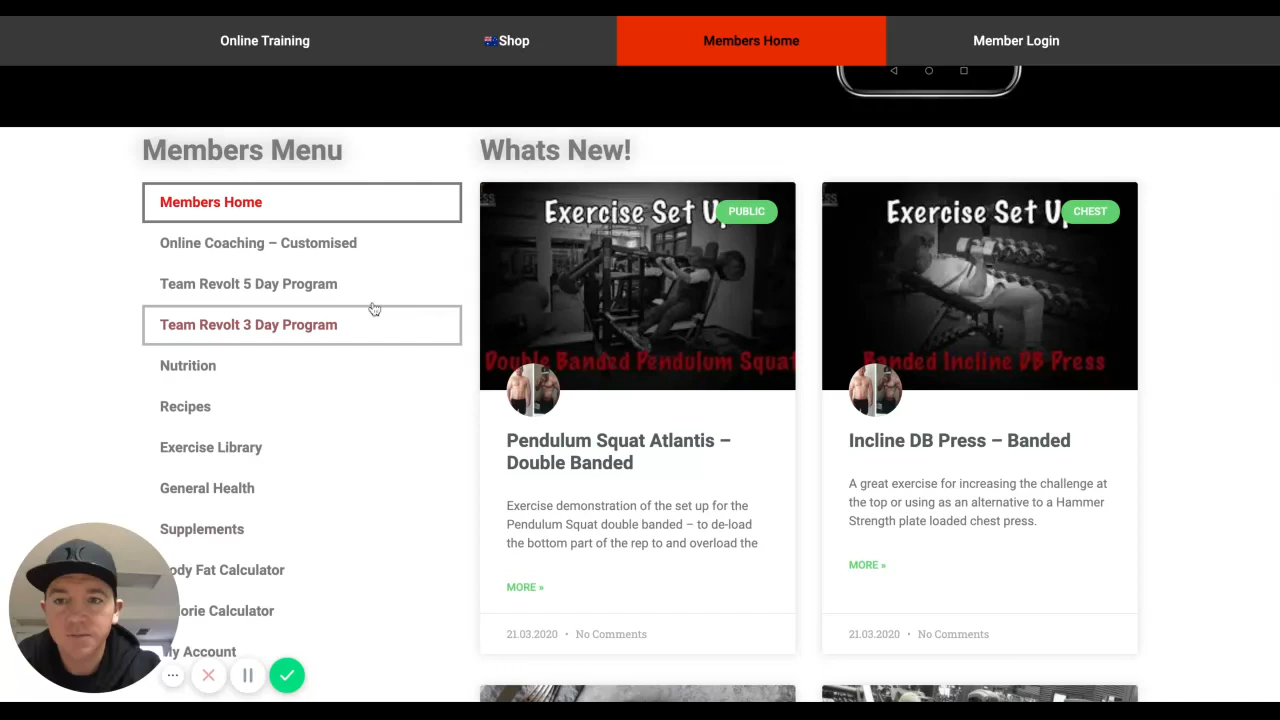 Online Training
Shop
Members Home
Member Login
Members Menu
Members Home
Online Coaching – Customised
Team Revolt 5 Day Program
Team Revolt 3 Day Program
Nutrition
Recipes
Exercise Library
General Health
Supplements
ody Fat Calculator
orie Calculator
y Account
Whats New!
Exercise Set Up
PUBLIC
Double Banded Pendulum Squat
Pendulum Squat Atlantis –
Double Banded
Exercise demonstration of the set up for the
Pendulum Squat double banded – to de-load
the bottom part of the rep to and overload the
MORE »
21.03.2020 • No Comments
Exercise Set Up
CHEST
Banded Incline DB Press
Incline DB Press – Banded
A great exercise for increasing the challenge at
the top or using as an alternative to a Hammer
Strength plate loaded chest press.
MORE »
21.03.2020 • No Comments